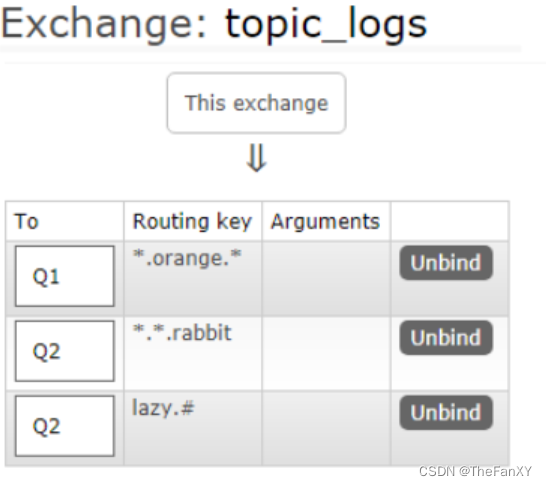 Exchange: topic_logs
This exchange
⇓
To Routing key Arguments
Q1 *.orange.* Unbind
Q2 *.*.rabbit Unbind
Q2 lazy.# Unbind
CSDN @TheFanXY